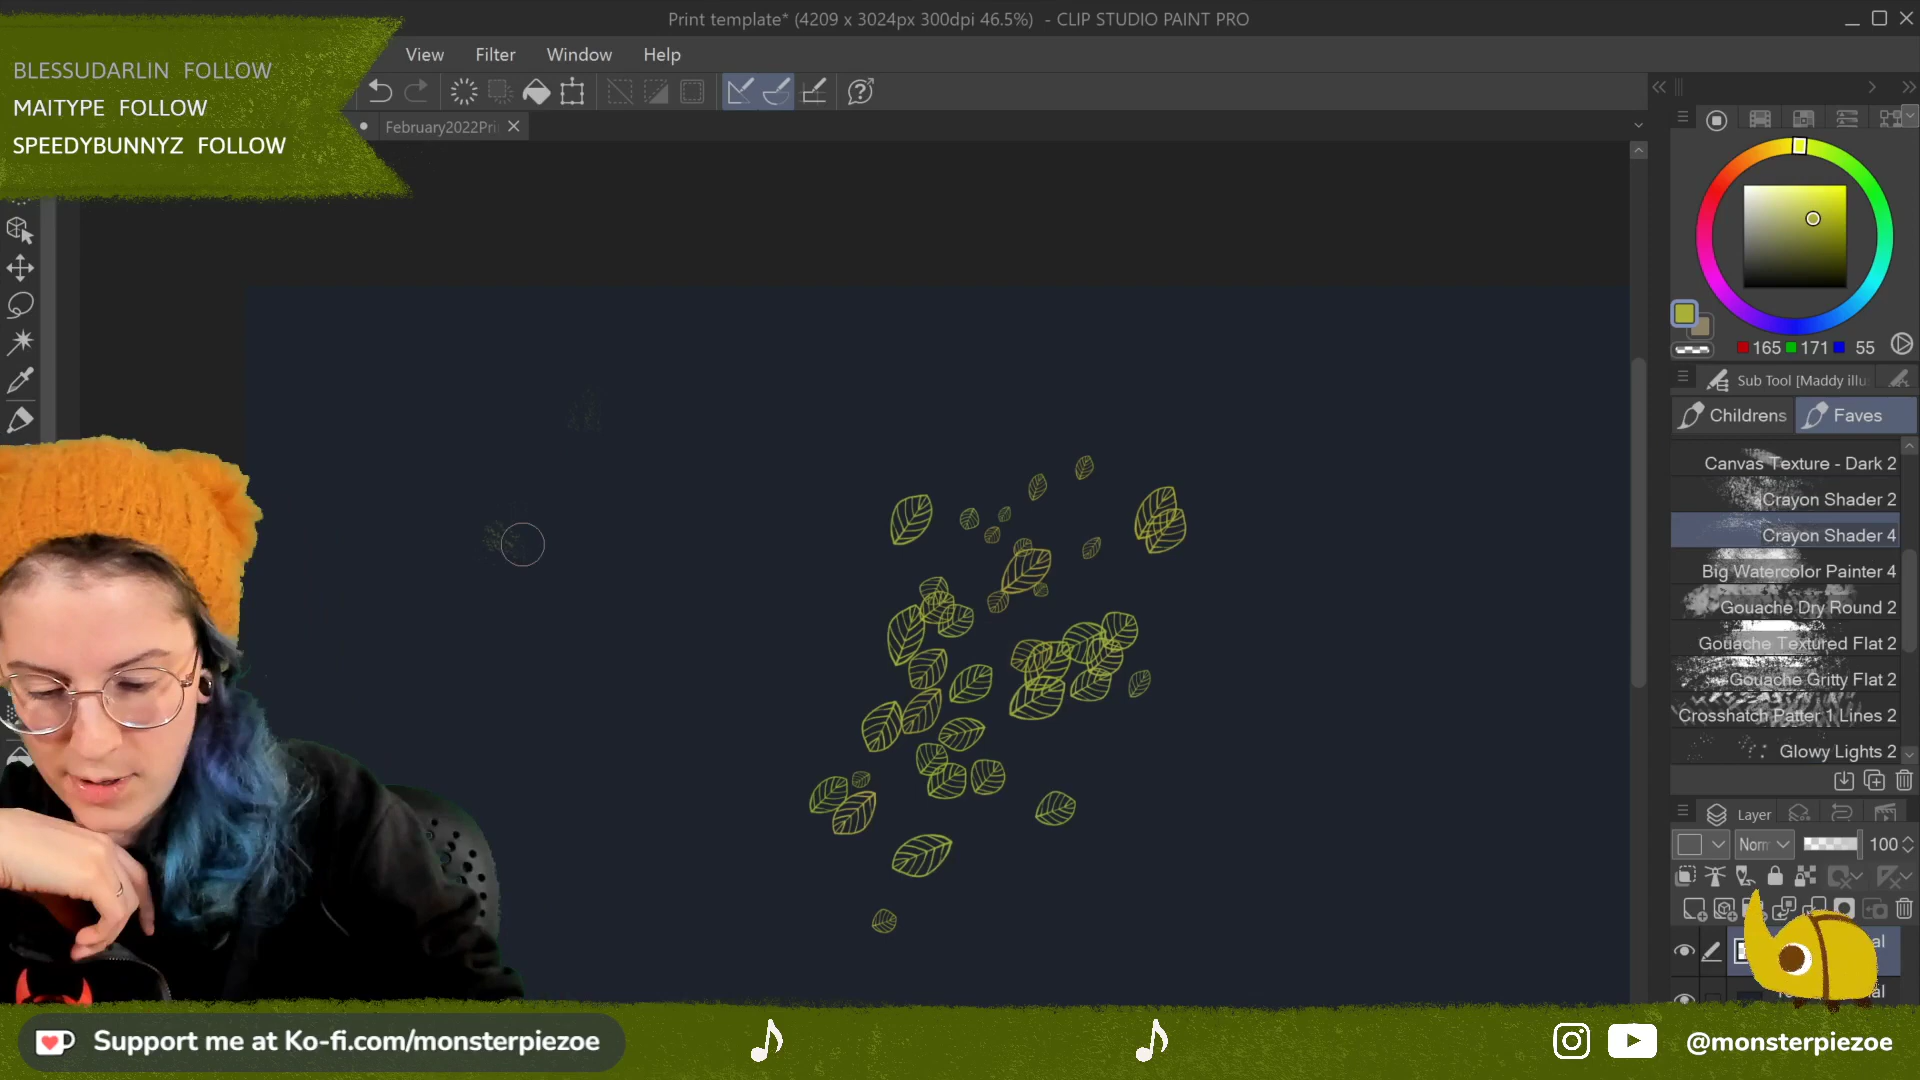 Print template* (4209 x 3024px 300dpi 46.5%) - CLIP STUDIO PAINT PRO
View Filter Window Help
BLESSUDARLIN FOLLOW
MAITYPE FOLLOW
SPEEDYBUNNYZ FOLLOW
February2022Pri
165 171 55
Sub Tool [Maddy illu
Childrens Faves
Canvas Texture - Dark 2
Crayon Shader 2
Crayon Shader 4
Big Watercolor Painter 4
Gouache Dry Round 2
Gouache Textured Flat 2
Gouache Gritty Flat 2
Crosshatch Patter 1 Lines 2
Glowy Lights 2
Layer
Norm 100
al
al
Support me at Ko-fi.com/monsterpiezoe
@monsterpiezoe